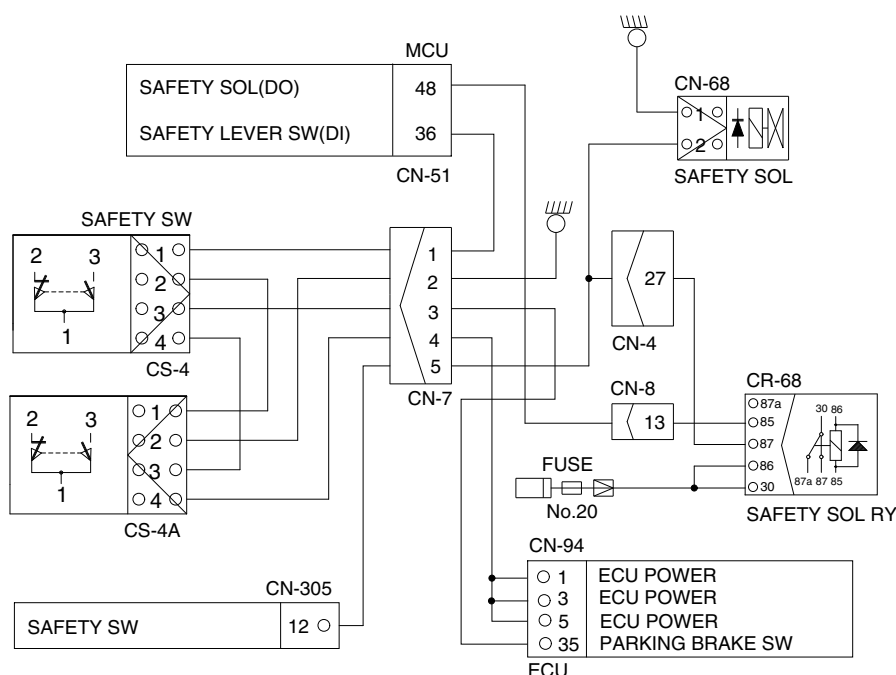 MCU
SAFETY SOL(DO) 48
SAFETY LEVER SW(DI) 36
CN-51
CN-68
1
2
SAFETY SOL
SAFETY SW
2 3
1
1
2
3
4
CS-4
2 3
1
1
2
3
4
CS-4A
1
2
3
4
5
CN-7
27
CN-4
CN-8
13
CR-68
87a
85
87
86
30
30 86
87a 87 85
SAFETY SOL RY
FUSE
No.20
CN-305
SAFETY SW 12
CN-94
1 ECU POWER
3 ECU POWER
5 ECU POWER
35 PARKING BRAKE SW
ECU